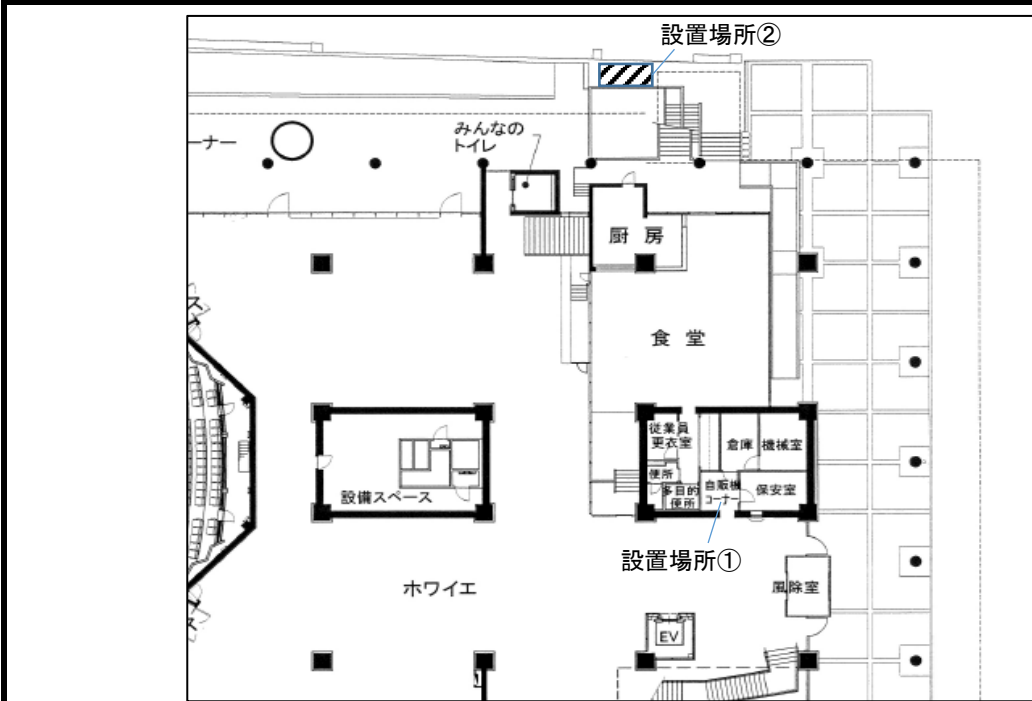 設置場所②
みんなの
トイレ
ーナー
厨 房
食 堂
従業員
更衣室
倉庫
機械室
便所
多目的
便所
自販機
コーナー
保安室
設備スペース
設置場所①
ホワイエ
風除室
EV